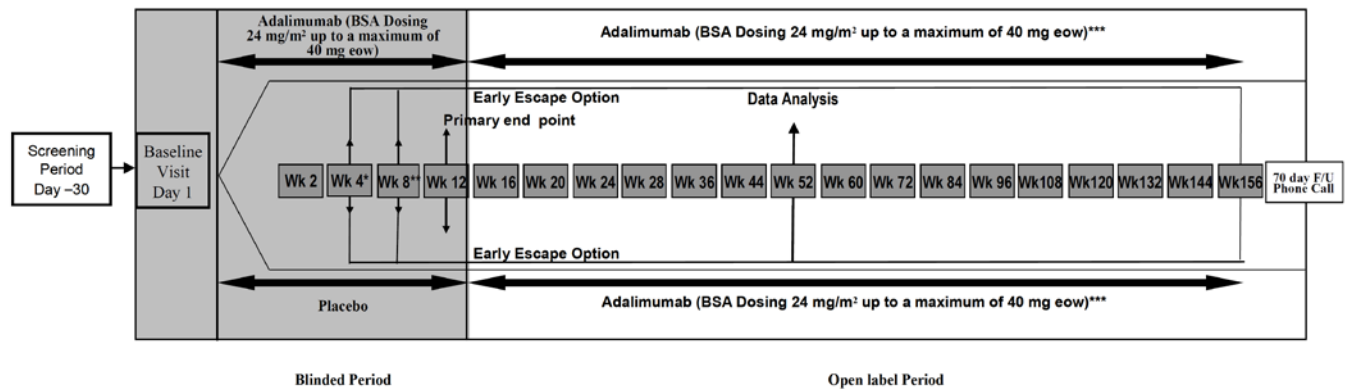 Adalimumab (BSA Dosing
24 mg/m² up to a maximum of
40 mg eow)
Adalimumab (BSA Dosing 24 mg/m² up to a maximum of 40 mg eow)***
Early Escape Option
Data Analysis
Primary end point
Screening
Period
Day –30
Baseline
Visit
Day 1
Wk 2
Wk 4*
Wk 8**
Wk 12
Wk 16
Wk 20
Wk 24
Wk 28
Wk 36
Wk 44
Wk 52
Wk 60
Wk 72
Wk 84
Wk 96
Wk108
Wk120
Wk132
Wk144
Wk156
70 day F/U
Phone Call
Early Escape Option
Placebo
Adalimumab (BSA Dosing 24 mg/m² up to a maximum of 40 mg eow)***
Blinded Period
Open label Period